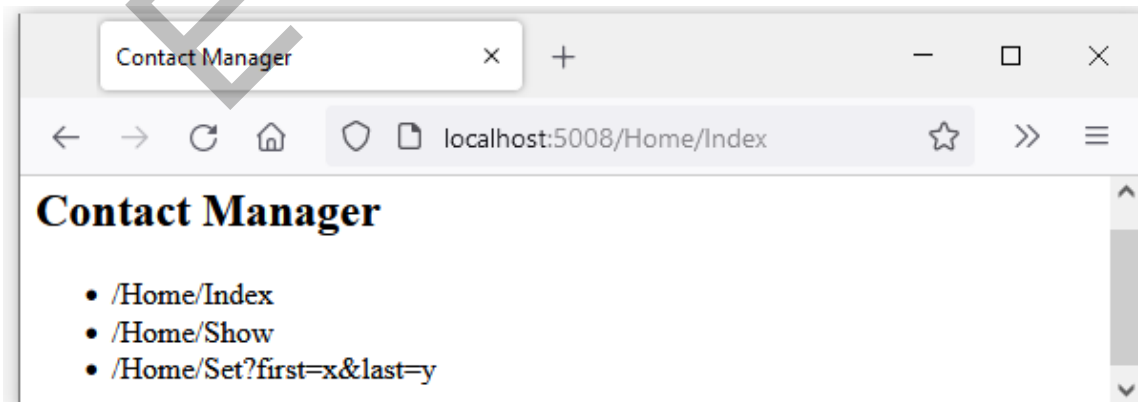 Contact Manager
localhost:5008/Home/Index
Contact Manager
• /Home/Index
• /Home/Show
• /Home/Set?first=x&last=y